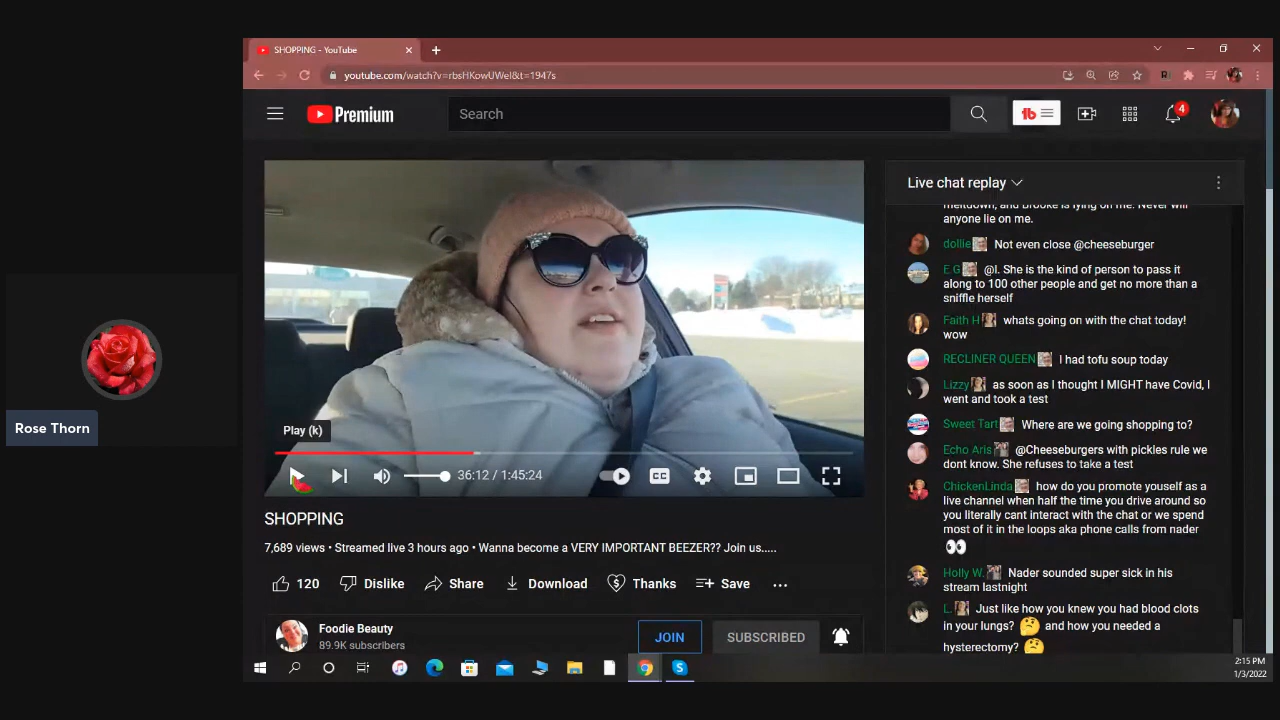 SHOPPING - YouTube
youtube.com/watch?v=rbsHKowUWeI&t=1947s
Premium
Search
4
Live chat replay
meltdown, and Brooke is lying on me. Never will
anyone lie on me.
dollie Not even close @cheeseburger
E G @I. She is the kind of person to pass it
along to 100 other people and get no more than a
sniffle herself
Faith H whats going on with the chat today!
wow
RECLINER QUEEN I had tofu soup today
Lizzy as soon as I thought I MIGHT have Covid, I
went and took a test
Sweet Tart Where are we going shopping to?
Echo Aris @Cheeseburgers with pickles rule we
dont know. She refuses to take a test
ChickenLinda how do you promote youself as a
live channel when half the time you drive around so
you literally cant interact with the chat or we spend
most of it in the loops aka phone calls from nader
Holly W. Nader sounded super sick in his
stream lastnight
L. Just like how you knew you had blood clots
in your lungs? and how you needed a
hysterectomy?
Play (k)
36:12 / 1:45:24
CC
SHOPPING
7,689 views • Streamed live 3 hours ago • Wanna become a VERY IMPORTANT BEEZER?? Join us.....
120 Dislike Share Download Thanks Save
Foodie Beauty
89.9K subscribers
JOIN SUBSCRIBED
Rose Thorn
2:15 PM
1/3/2022